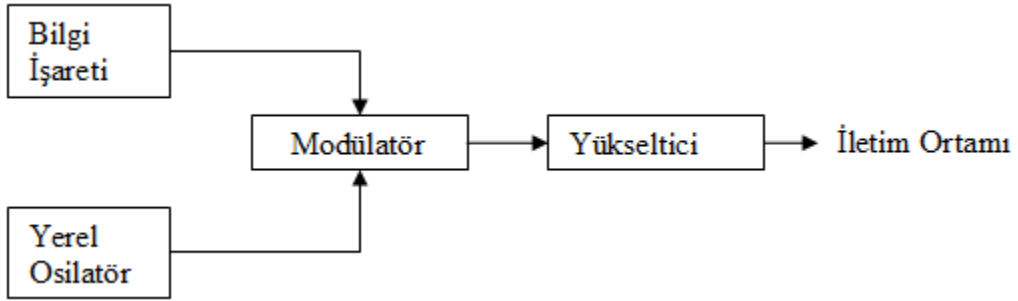 Bilgi
İşareti
Modülatör
Yükseltici
İletim Ortamı
Yerel
Osilatör